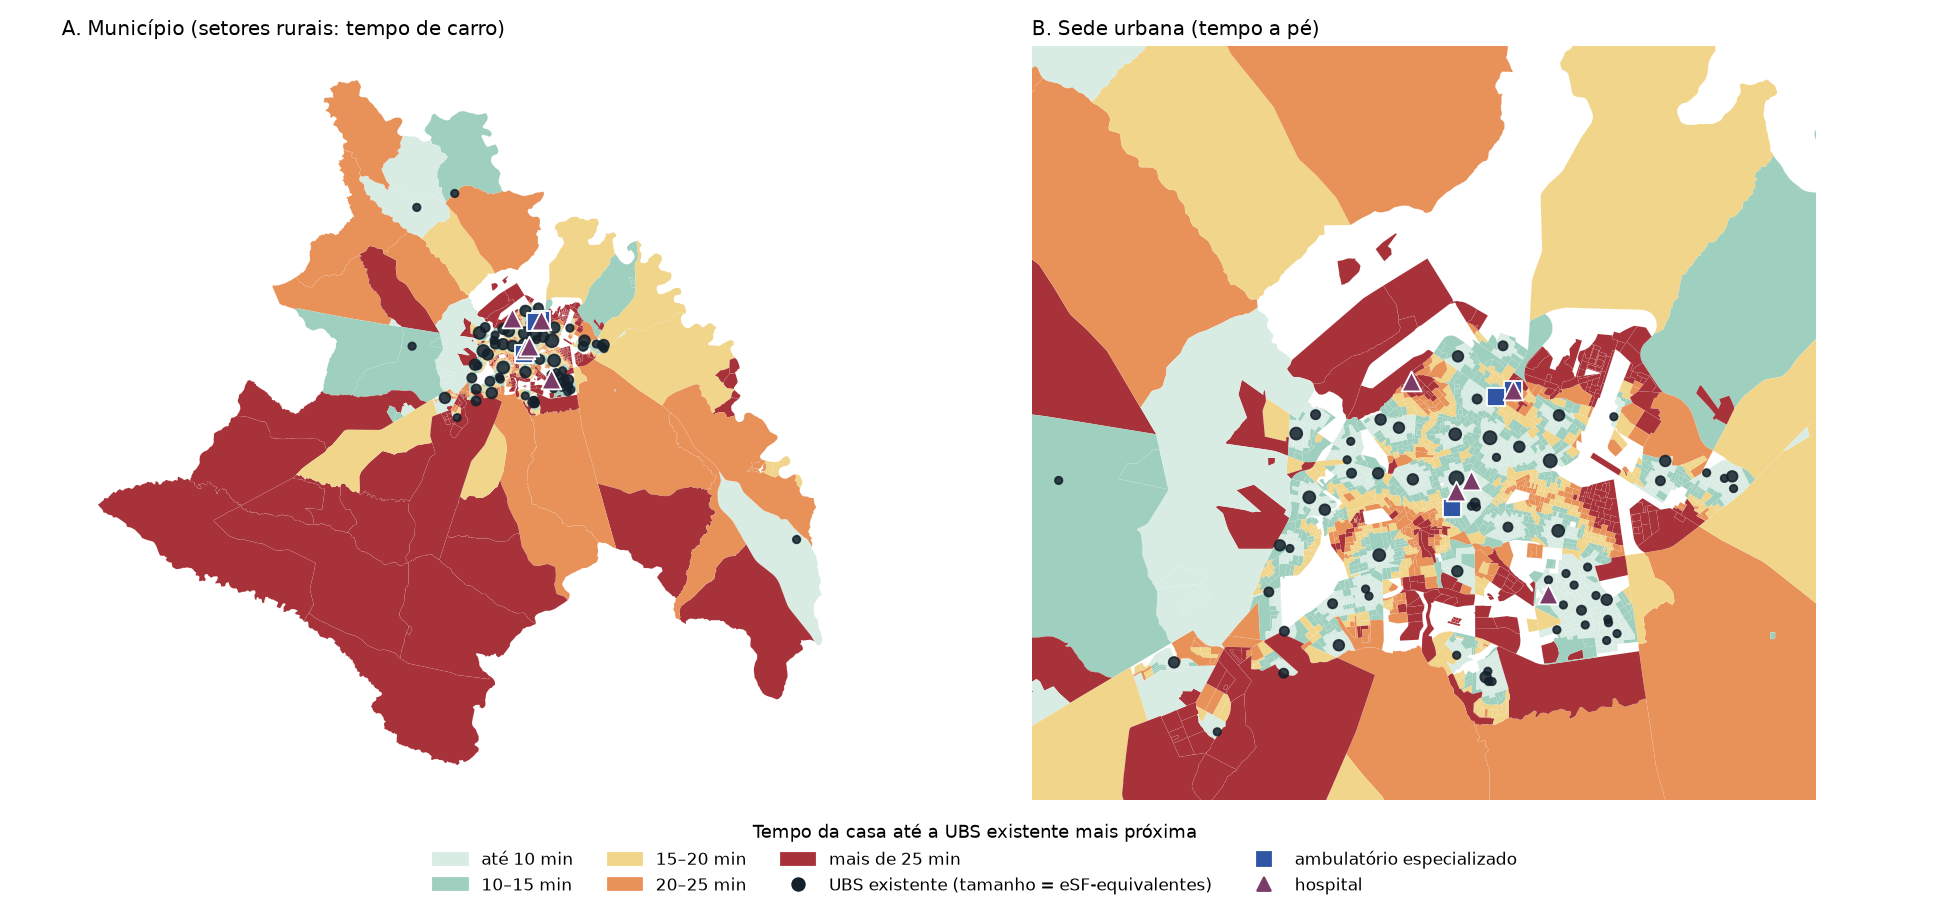 A. Município (setores rurais: tempo de carro)
B. Sede urbana (tempo a pé)
Tempo da casa até a UBS existente mais próxima
até 10 min
10–15 min
15–20 min
20–25 min
mais de 25 min
UBS existente (tamanho = eSF-equivalentes)
ambulatório especializado
hospital